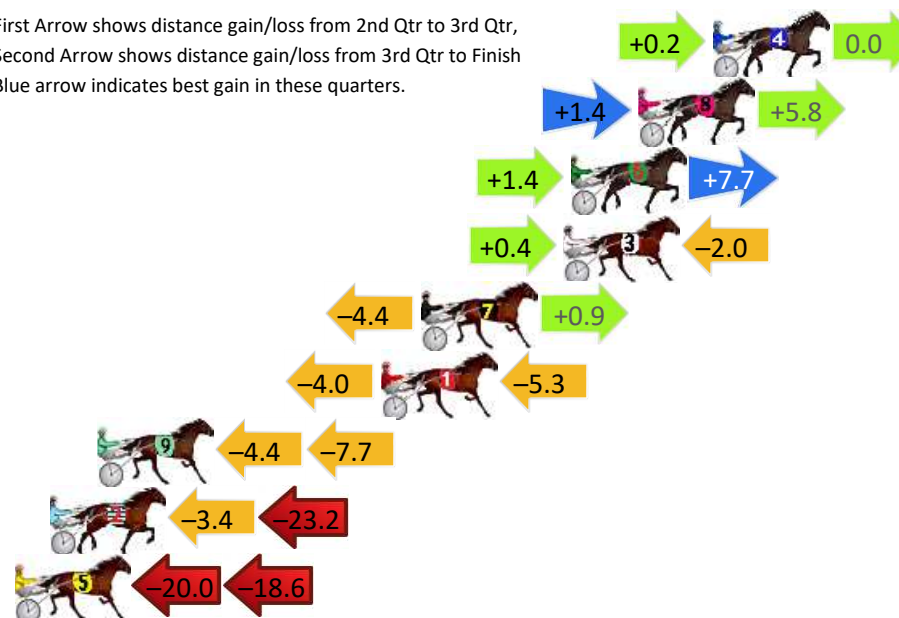 First Arrow shows distance gain/loss from 2nd Qtr to 3rd Qtr,
Second Arrow shows distance gain/loss from 3rd Qtr to Finish
Blue arrow indicates best gain in these quarters.
+0.2 4 0.0
+1.4 8 +5.8
+1.4 +7.7
+0.4 3 –2.0
–4.4 7 +0.9
–4.0 1 –5.3
9 –4.4 –7.7
2 –3.4 –23.2
5 –20.0 –18.6